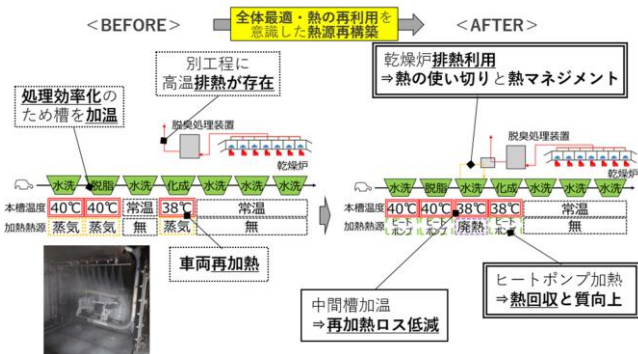 <BEFORE>
全体最適・熱の再利用を
意識した熱源再構築
<AFTER>
処理効率化の
ため槽を加温
別工程に
高温排熱が存在
脱臭処理装置
乾燥炉
水洗 脱脂 水洗 化成 水洗 水洗 水洗
本槽温度 40℃ 40℃ 常温 38℃ 常温
加熱熱源 蒸気 蒸気 無 蒸気 無
車両再加熱
乾燥炉排熱利用
⇒熱の使い切りと熱マネジメント
脱臭処理装置
乾燥炉
水洗 脱脂 水洗 化成 水洗 水洗 水洗
本槽温度 40℃ 40℃ 38℃ 38℃ 常温
加熱熱源 ヒートポンプ ヒートポンプ 廃熱 ヒートポンプ 無
中間槽加温
⇒再加熱ロス低減
ヒートポンプ加熱
⇒熱回収と質向上